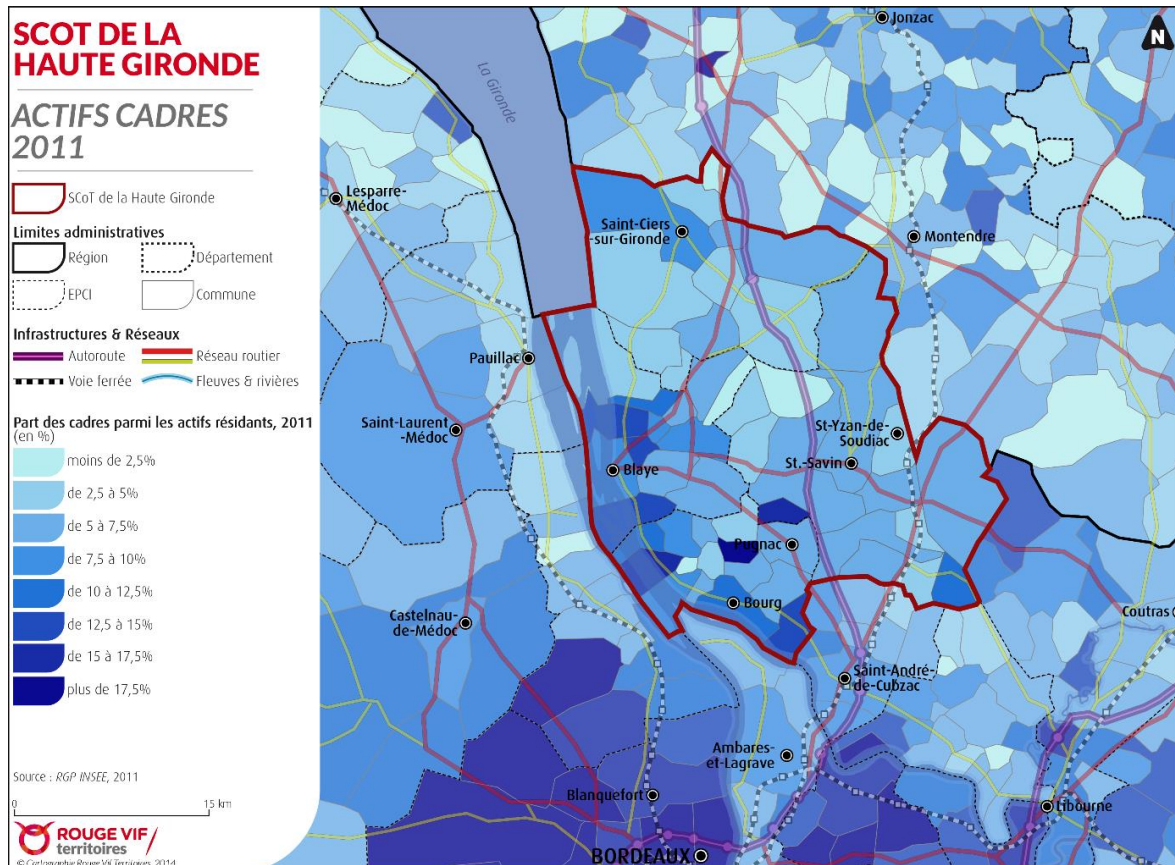 SCOT DE LA
HAUTE GIRONDE
ACTIFS CADRES
2011
SCoT de la Haute Gironde
Limites administratives
Région
Département
EPCI
Commune
Infrastructures & Réseaux
Autoroute
Réseau routier
Voie ferrée
Fleuves & rivières
Part des cadres parmi les actifs résidants, 2011
(en %)
moins de 2,5%
de 2,5 à 5%
de 5 à 7,5%
de 7,5 à 10%
de 10 à 12,5%
de 12,5 à 15%
de 15 à 17,5%
plus de 17,5%
Source : RGP INSEE, 2011
0
15 km
ROUGE VIF
territoires
© Cartographie Rouge Vif Territoires, 2014
N
La Gironde
Jonzac
Lesparre-
Médoc
Saint-Ciers
-sur-Gironde
Montendre
Pauillac
Saint-Laurent
-Médoc
St-Yzan-de-
Soudiac
Blaye
St.-Savin
Pugnac
Bourg
Castelnau-
de-Médoc
Coutras
Saint-André-
de-Cubzac
Ambares-
et-Lagrave
Blanquefort
Libourne
BORDEAUX